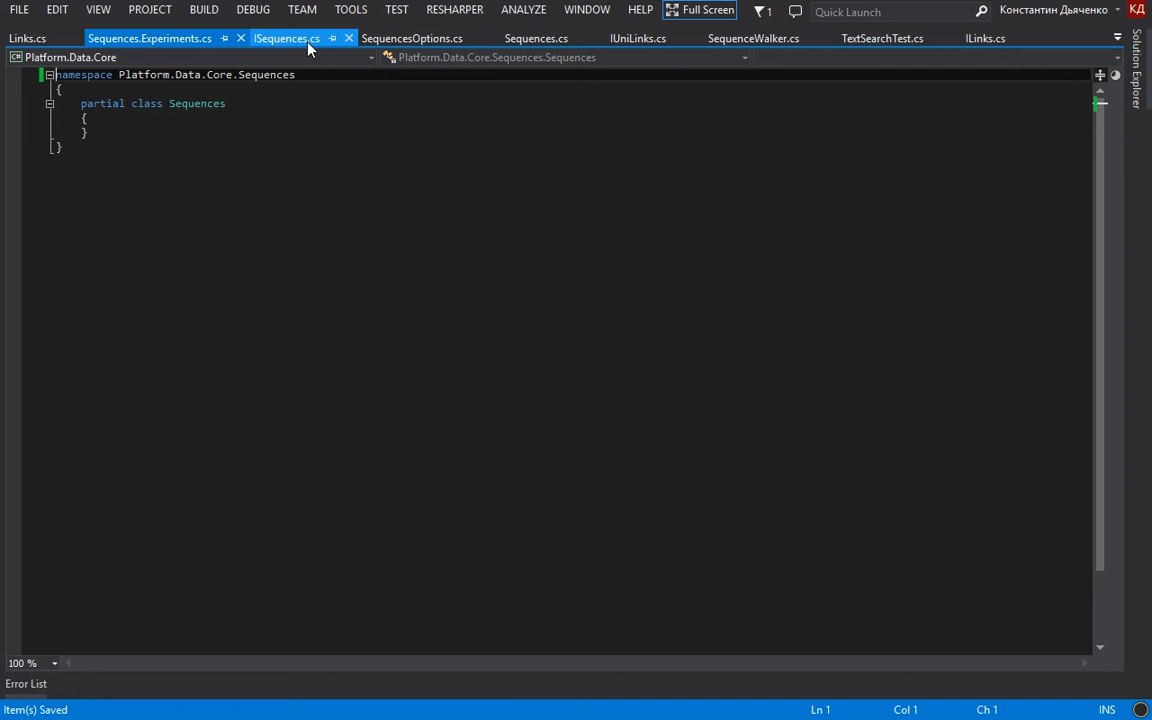 FILE EDIT VIEW PROJECT BUILD DEBUG TEAM TOOLS TEST RESHARPER ANALYZE WINDOW HELP Full Screen 1 Quick Launch Константин Дьяченко КД
Links.cs Sequences.Experiments.cs ISequences.cs SequencesOptions.cs Sequences.cs IUniLinks.cs SequenceWalker.cs TextSearchTest.cs ILinks.cs
Platform.Data.Core Platform.Data.Core.Sequences.Sequences
Solution Explorer
namespace Platform.Data.Core.Sequences
{
partial class Sequences
{
}
}
100 %
Error List
Item(s) Saved Ln 1 Col 1 Ch 1 INS